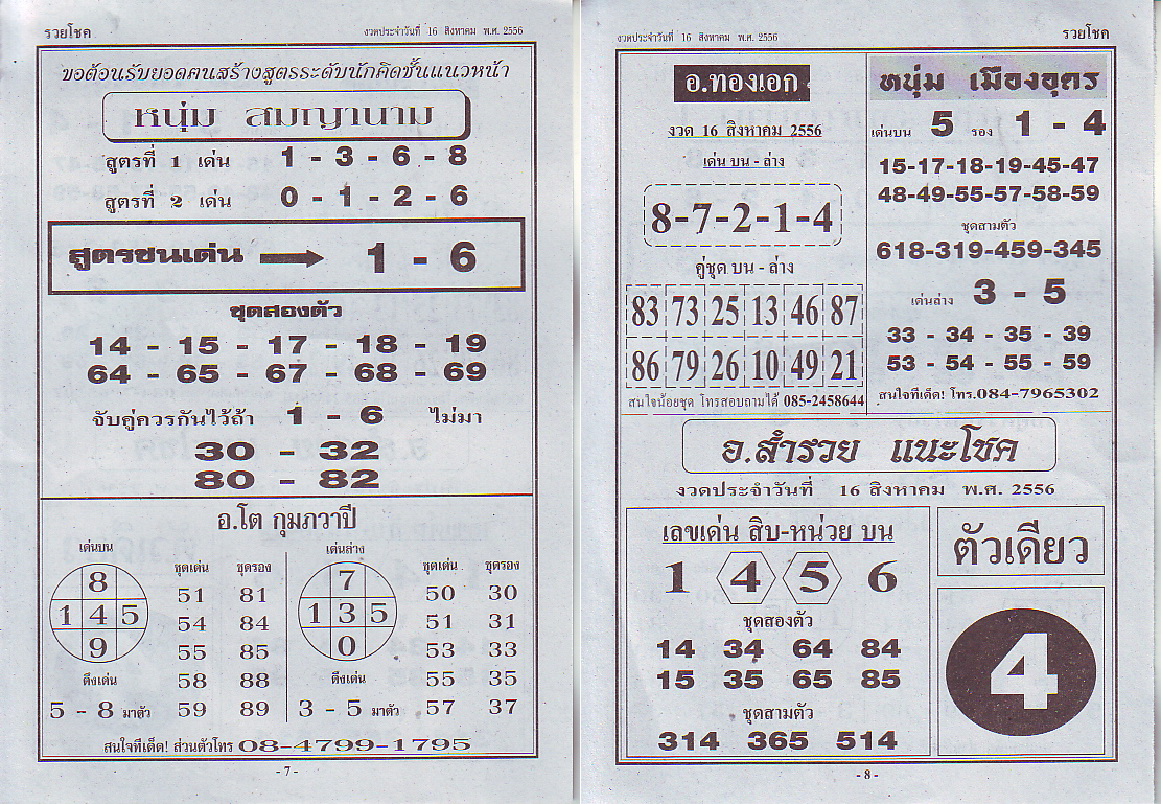 รวยโชค
งวดประจำวันที่ 16 สิงหาคม พ.ศ. 2556
ขอต้อนรับยอดคนสร้างสูตรระดับนักคิดชั้นแนวหน้า
หนุ่ม สมญานาม
สูตรที่ 1 เด่น 1 - 3 - 6 - 8
สูตรที่ 2 เด่น 0 - 1 - 2 - 6
สูตรชนเด่น 1 - 6
ชุดสองตัว
14 - 15 - 17 - 18 - 19
64 - 65 - 67 - 68 - 69
จับคู่ควรกันไว้ถ้า 1 - 6 ไม่มา
30 - 32
80 - 82
อ.โต กุมภวาปี
เด่นบน
8
1 4 5
9
ดึงเด่น
5 - 8 มาตัว
ชุดเด่น ชุดรอง
51 81
54 84
55 85
58 88
59 89
เด่นล่าง
7
1 3 5
0
ดึงเด่น
3 - 5 มาตัว
ชุดเด่น ชุดรอง
50 30
51 31
53 33
55 35
57 37
สนใจทีเด็ด! ส่วนตัวโทร 08-4799-1795
- 7 -
งวดประจำวันที่ 16 สิงหาคม พ.ศ. 2556
รวยโชค
อ.ทองเอก
งวด 16 สิงหาคม 2556
เด่น บน - ล่าง
8-7-2-1-4
คู่ชุด บน - ล่าง
83 73 25 13 46 87
86 79 26 10 49 21
สนใจน้อยชุด โทรสอบถามได้ 085-2458644
หนุ่ม เมืองอุดร
เด่นบน 5 รอง 1 - 4
15-17-18-19-45-47
48-49-55-57-58-59
ชุดสามตัว
618-319-459-345
เด่นล่าง 3 - 5
33 - 34 - 35 - 39
53 - 54 - 55 - 59
สนใจทีเด็ด! โทร.084-7965302
อ.สำรวย แนะโชค
งวดประจำวันที่ 16 สิงหาคม พ.ศ. 2556
เลขเด่น สิบ-หน่วย บน
1 4 5 6
ชุดสองตัว
14 34 64 84
15 35 65 85
ชุดสามตัว
314 365 514
ตัวเดียว
4
- 8 -